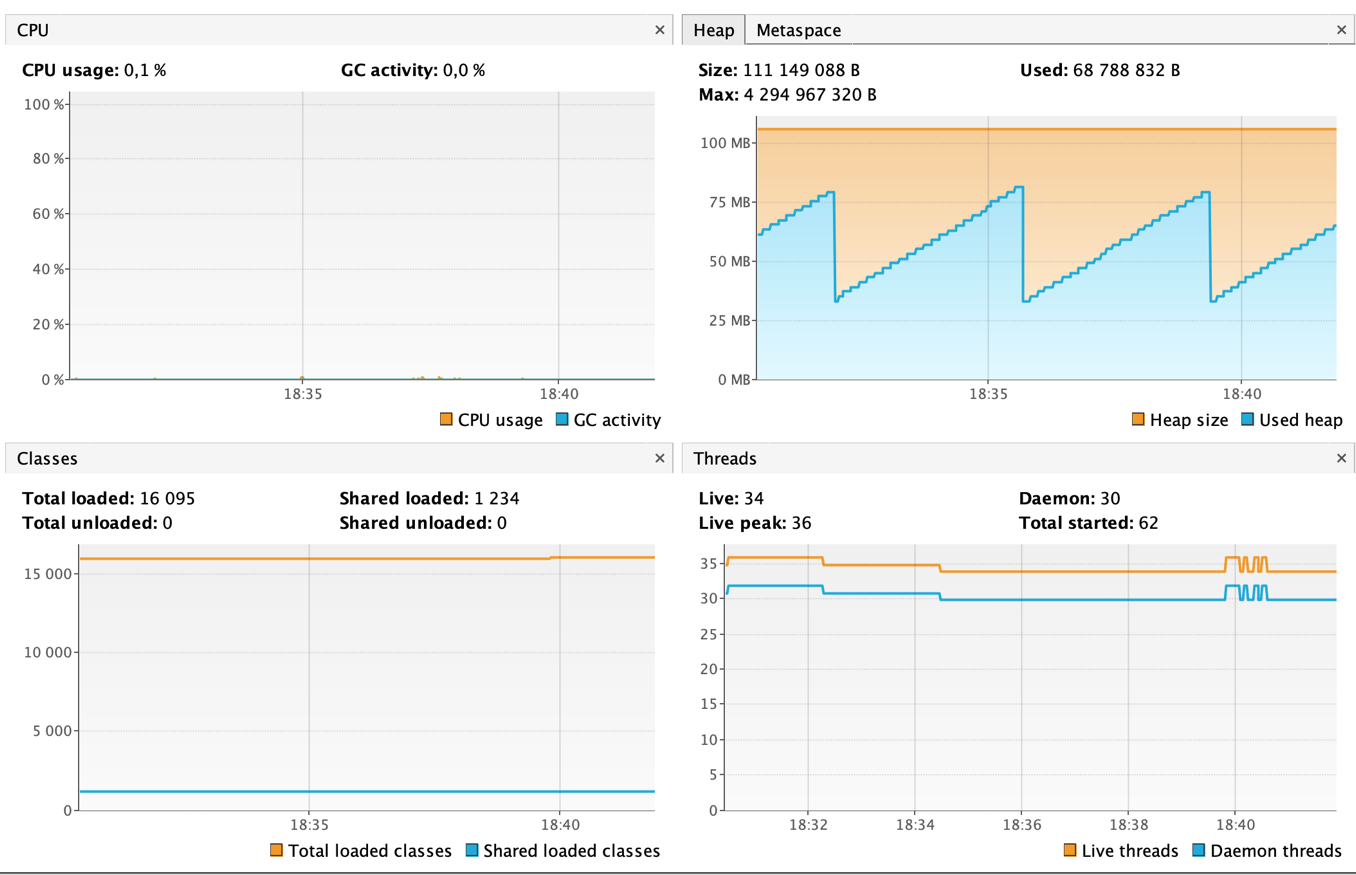 CPU ×
CPU usage: 0,1 % GC activity: 0,0 %
100 %
80 %
60 %
40 %
20 %
0 %
18:35 18:40
CPU usage GC activity
Heap Metaspace ×
Size: 111 149 088 B Used: 68 788 832 B
Max: 4 294 967 320 B
100 MB
75 MB
50 MB
25 MB
0 MB
18:35 18:40
Heap size Used heap
Classes ×
Total loaded: 16 095 Shared loaded: 1 234
Total unloaded: 0 Shared unloaded: 0
15 000
10 000
5 000
0
18:35 18:40
Total loaded classes Shared loaded classes
Threads ×
Live: 34 Daemon: 30
Live peak: 36 Total started: 62
35
30
25
20
15
10
5
0
18:32 18:34 18:36 18:38 18:40
Live threads Daemon threads